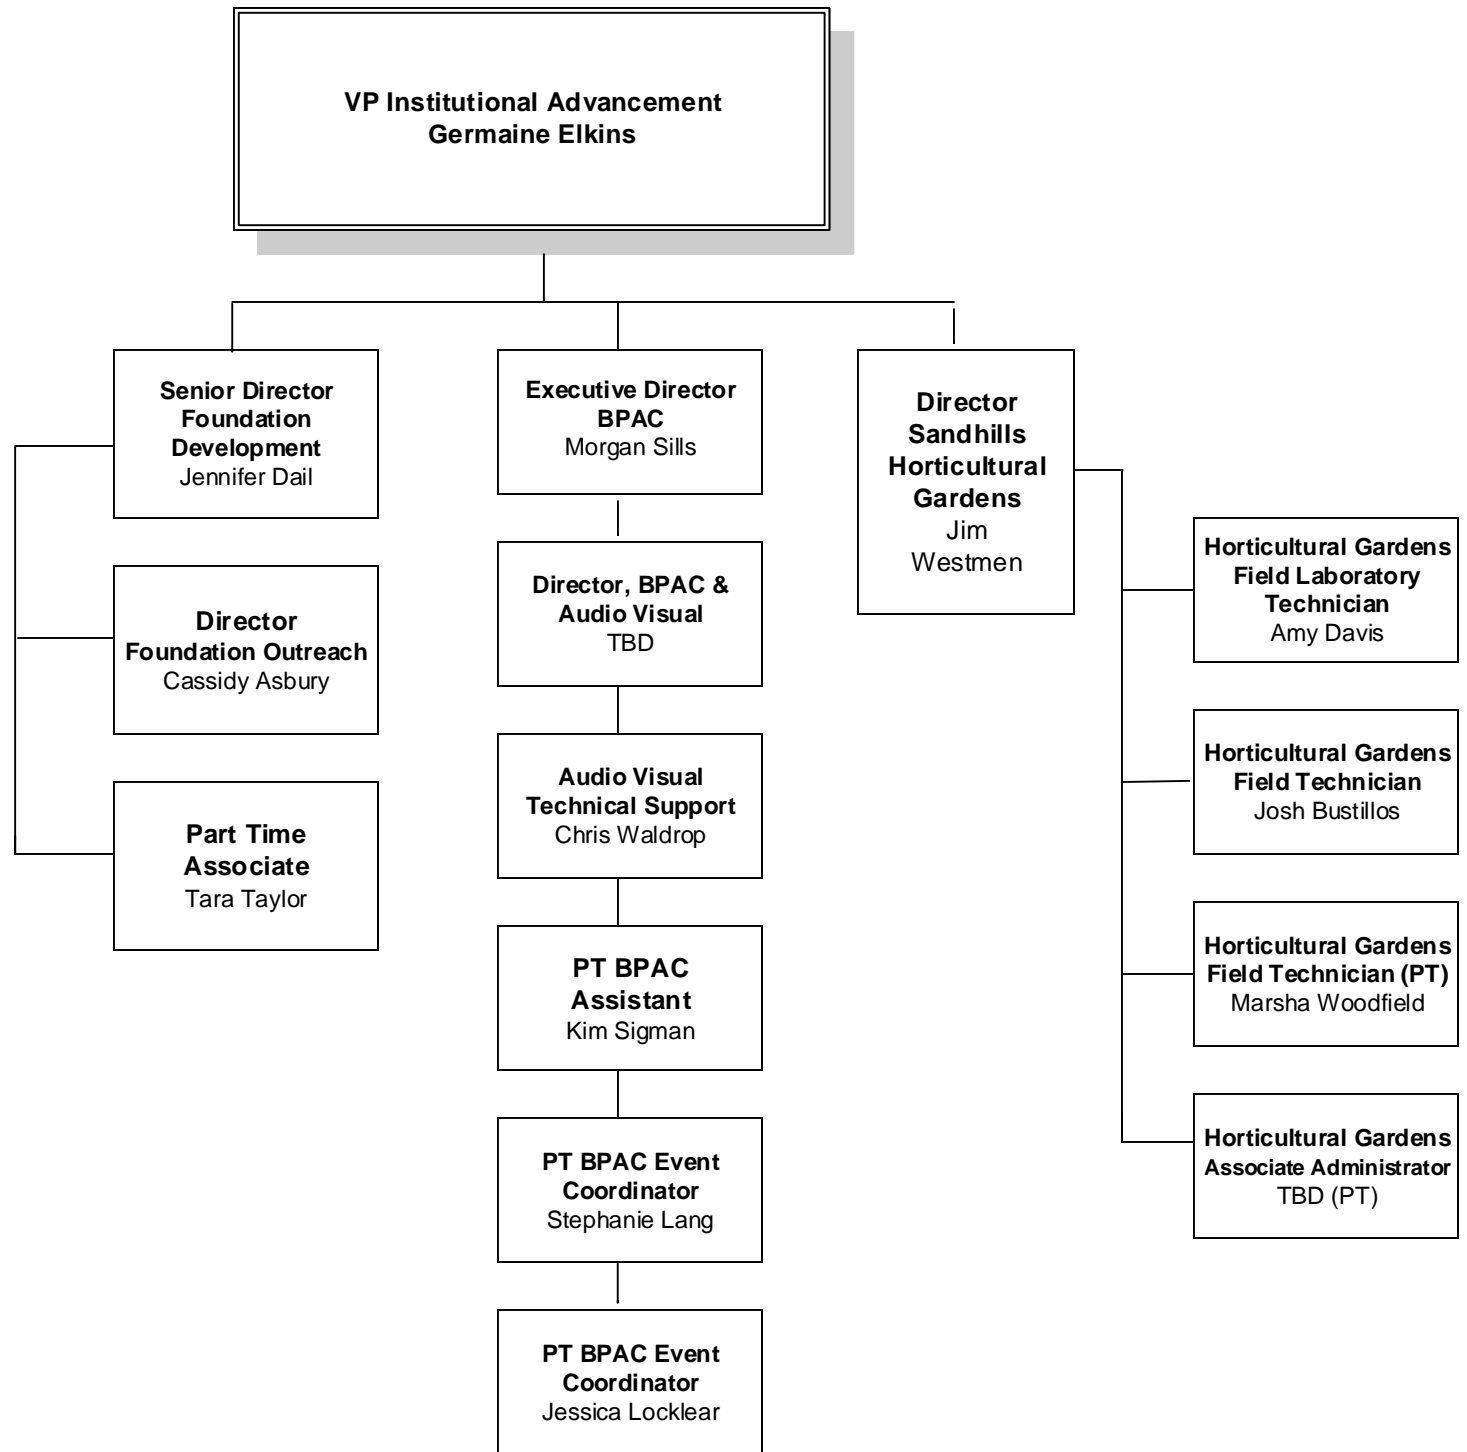 VP Institutional Advancement
Germaine Elkins
Senior Director
Foundation
Development
Jennifer Dail
Director
Foundation Outreach
Cassidy Asbury
Part Time
Associate
Tara Taylor
Executive Director
BPAC
Morgan Sills
Director, BPAC &
Audio Visual
TBD
Audio Visual
Technical Support
Chris Waldrop
PT BPAC
Assistant
Kim Sigman
PT BPAC Event
Coordinator
Stephanie Lang
PT BPAC Event
Coordinator
Jessica Locklear
Director
Sandhills
Horticultural
Gardens
Jim
Westmen
Horticultural Gardens
Field Laboratory
Technician
Amy Davis
Horticultural Gardens
Field Technician
Josh Bustillos
Horticultural Gardens
Field Technician (PT)
Marsha Woodfield
Horticultural Gardens
Associate Administrator
TBD (PT)